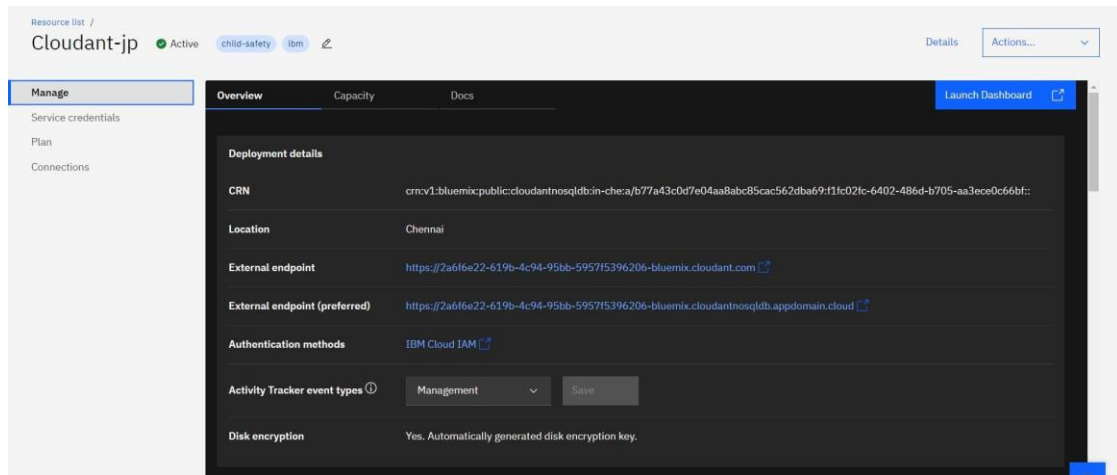 Resource list /
Cloudant-jp Active child-safety ibm Details Actions...
Manage
Service credentials
Plan
Connections
Overview Capacity Docs Launch Dashboard
Deployment details
CRN crn:v1:bluemix:public:cloudantnosqldb:in-che:a/b77a43c0d7e04aa8abc85cac562dba69:f1fc02fc-6402-486d-b705-aa3ece0c66bf::
Location Chennai
External endpoint https://2a6f6e22-619b-4c94-95bb-5957f5396206-bluemix.cloudant.com
External endpoint (preferred) https://2a6f6e22-619b-4c94-95bb-5957f5396206-bluemix.cloudantnosqldb.appdomain.cloud
Authentication methods IBM Cloud IAM
Activity Tracker event types Management Save
Disk encryption Yes. Automatically generated disk encryption key.